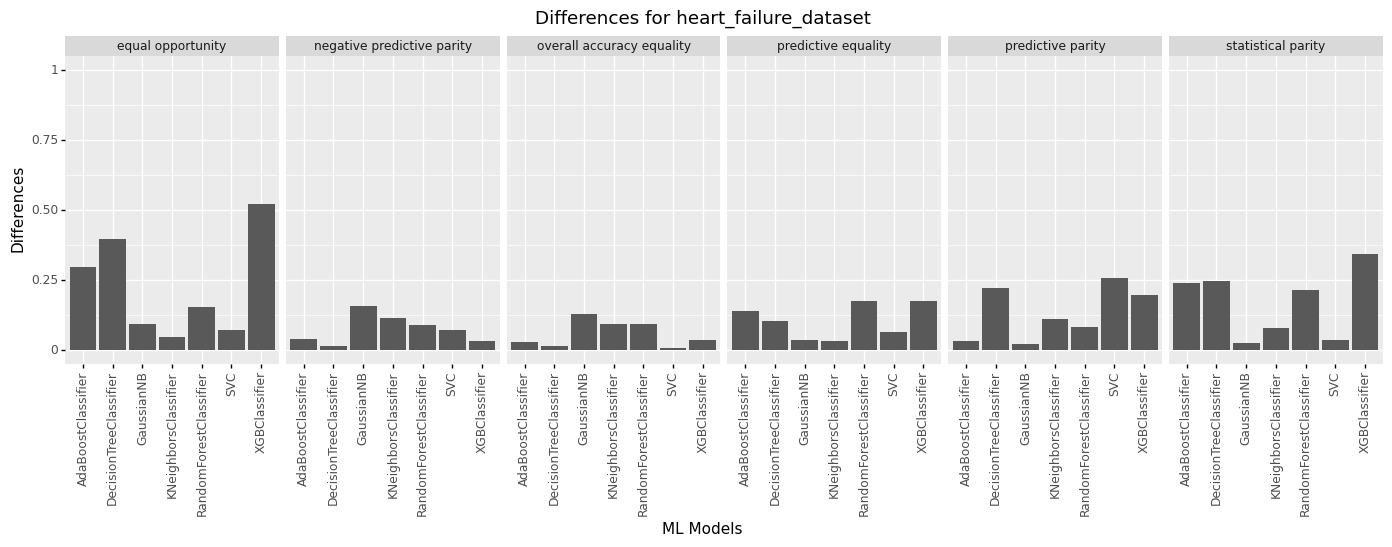 Differences for heart_failure_dataset
equal opportunity
negative predictive parity
overall accuracy equality
predictive equality
predictive parity
statistical parity
1
0.75
0.50
0.25
0
Differences
AdaBoostClassifier
DecisionTreeClassifier
GaussianNB
KNeighborsClassifier
RandomForestClassifier
SVC
XGBClassifier
AdaBoostClassifier
DecisionTreeClassifier
GaussianNB
KNeighborsClassifier
RandomForestClassifier
SVC
XGBClassifier
AdaBoostClassifier
DecisionTreeClassifier
GaussianNB
KNeighborsClassifier
RandomForestClassifier
SVC
XGBClassifier
AdaBoostClassifier
DecisionTreeClassifier
GaussianNB
KNeighborsClassifier
RandomForestClassifier
SVC
XGBClassifier
AdaBoostClassifier
DecisionTreeClassifier
GaussianNB
KNeighborsClassifier
RandomForestClassifier
SVC
XGBClassifier
AdaBoostClassifier
DecisionTreeClassifier
GaussianNB
KNeighborsClassifier
RandomForestClassifier
SVC
XGBClassifier
ML Models